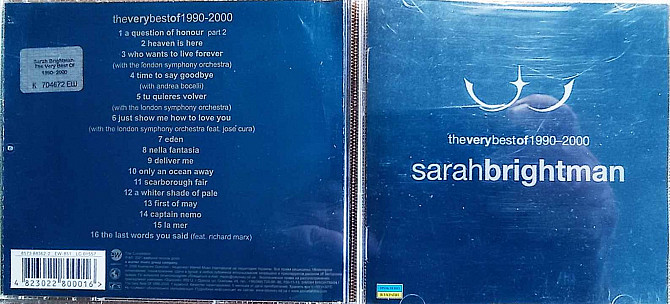 theverybestof1990-2000
1 a question of honour part 2
2 heaven is here
3 who wants to live forever
(with the london symphony orchestra)
4 time to say goodbye
(with andrea bocelli)
5 tu quieres volver
(with the london symphony orchestra)
6 just show me how to love you
(with the london symphony orchestra feat. josé cura)
7 eden
8 nella fantasia
9 deliver me
10 only an ocean away
11 scarborough fair
12 a whiter shade of pale
13 first of may
14 captain nemo
15 la mer
16 the last words you said (feat. richard marx)
Sarah Brightman
The Very Best Of
1990-2000
K 704672 EW
4 823022 800016 >
theverybestof1990-2000
sarahbrightman